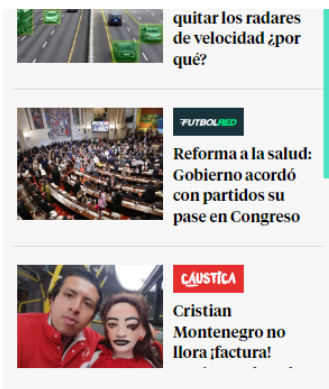 quitar los radares
de velocidad ¿por
qué?
FUTBOLRED
Reforma a la salud:
Gobierno acordó
con partidos su
pase en Congreso
CÁUSTICA
Cristian
Montenegro no
llora ¡factura!